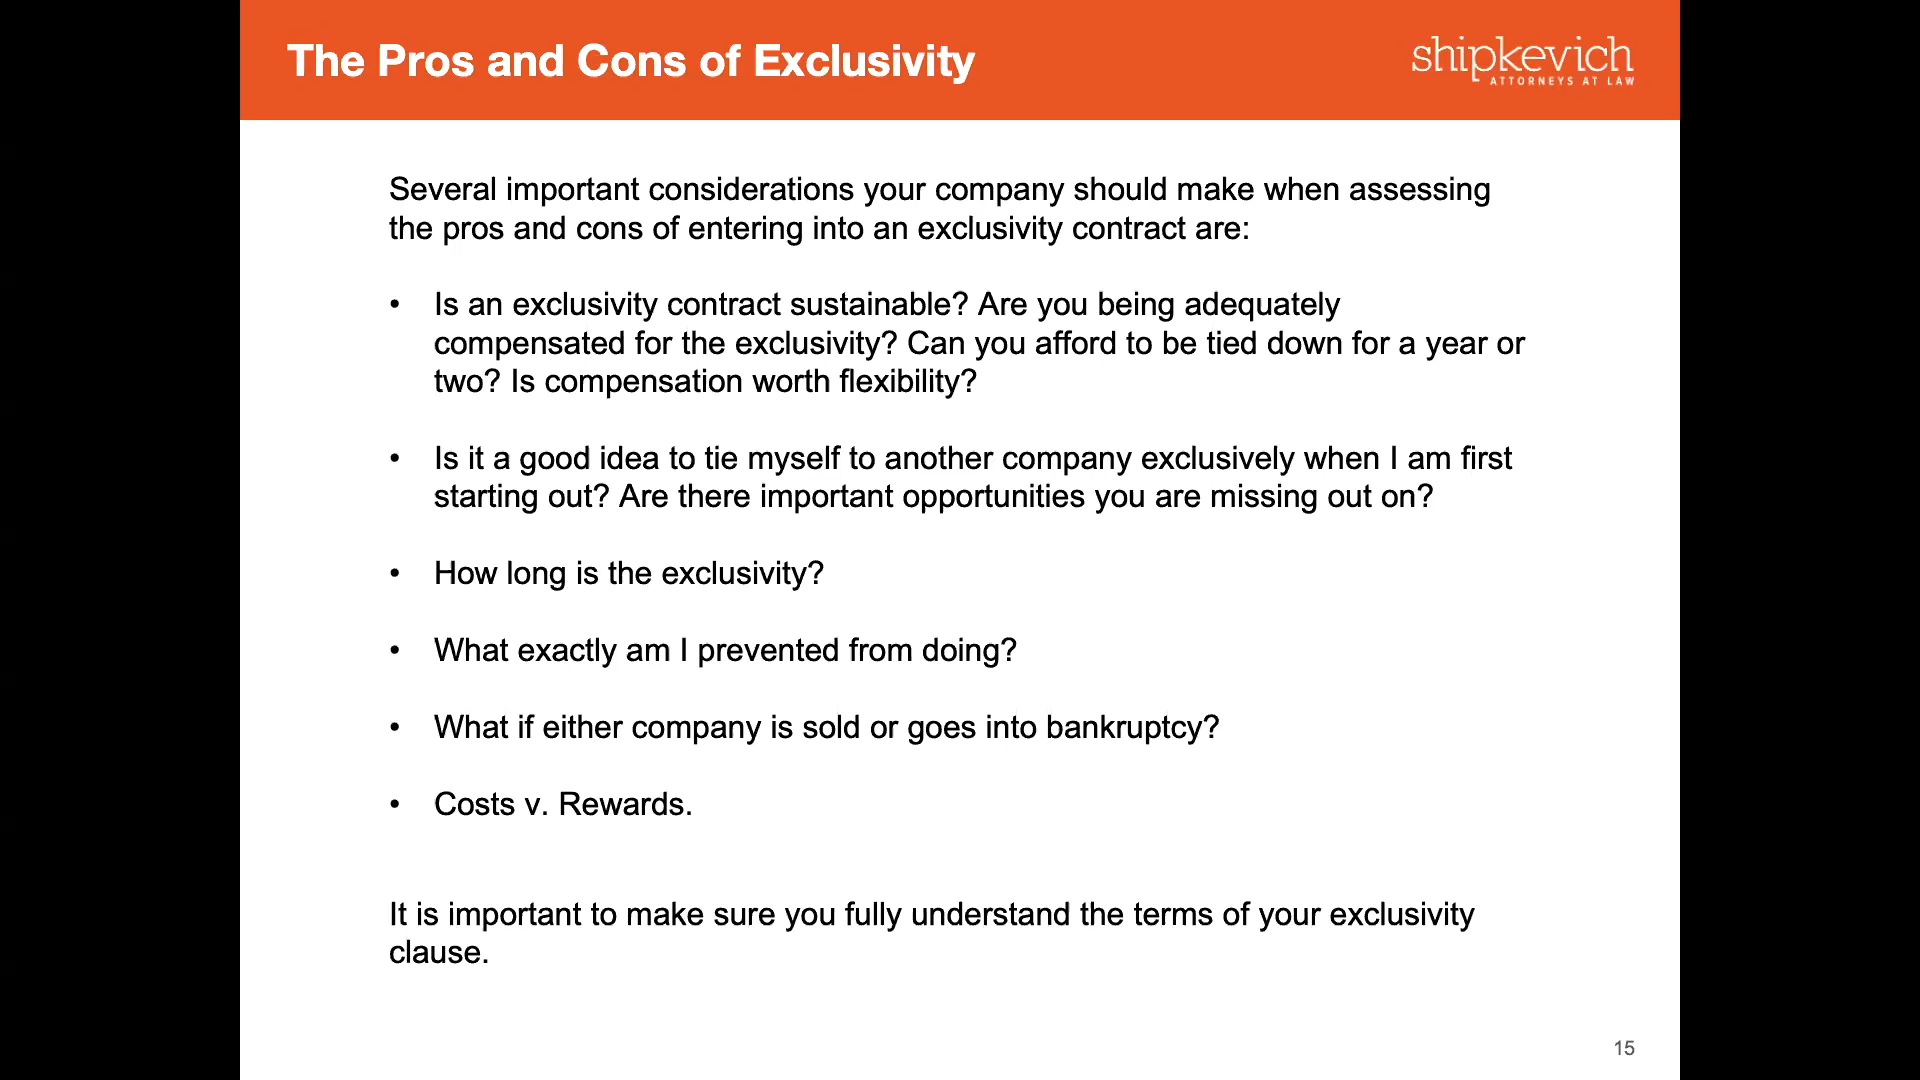 The Pros and Cons of Exclusivity
shipkevich
ATTORNEYS AT LAW
Several important considerations your company should make when assessing
the pros and cons of entering into an exclusivity contract are:
• Is an exclusivity contract sustainable? Are you being adequately
compensated for the exclusivity? Can you afford to be tied down for a year or
two? Is compensation worth flexibility?
• Is it a good idea to tie myself to another company exclusively when I am first
starting out? Are there important opportunities you are missing out on?
• How long is the exclusivity?
• What exactly am I prevented from doing?
• What if either company is sold or goes into bankruptcy?
• Costs v. Rewards.
It is important to make sure you fully understand the terms of your exclusivity
clause.
15